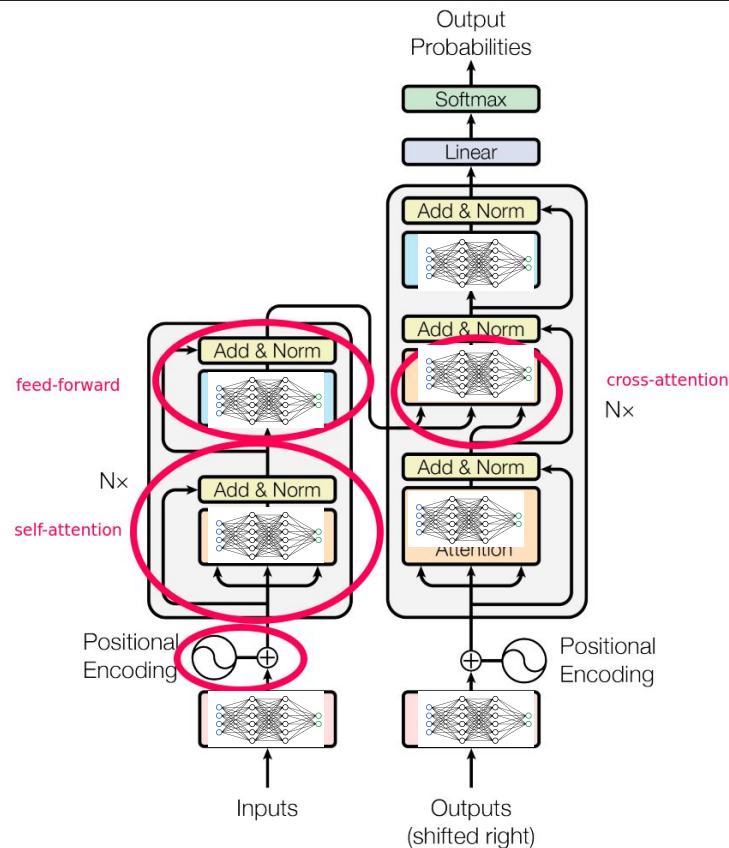 Output
Probabilities
Softmax
Linear
Add & Norm
Add & Norm
Add & Norm
feed-forward
cross-attention
N×
Add & Norm
Add & Norm
N×
self-attention
Attention
Positional
Encoding
Positional
Encoding
Inputs
Outputs
(shifted right)